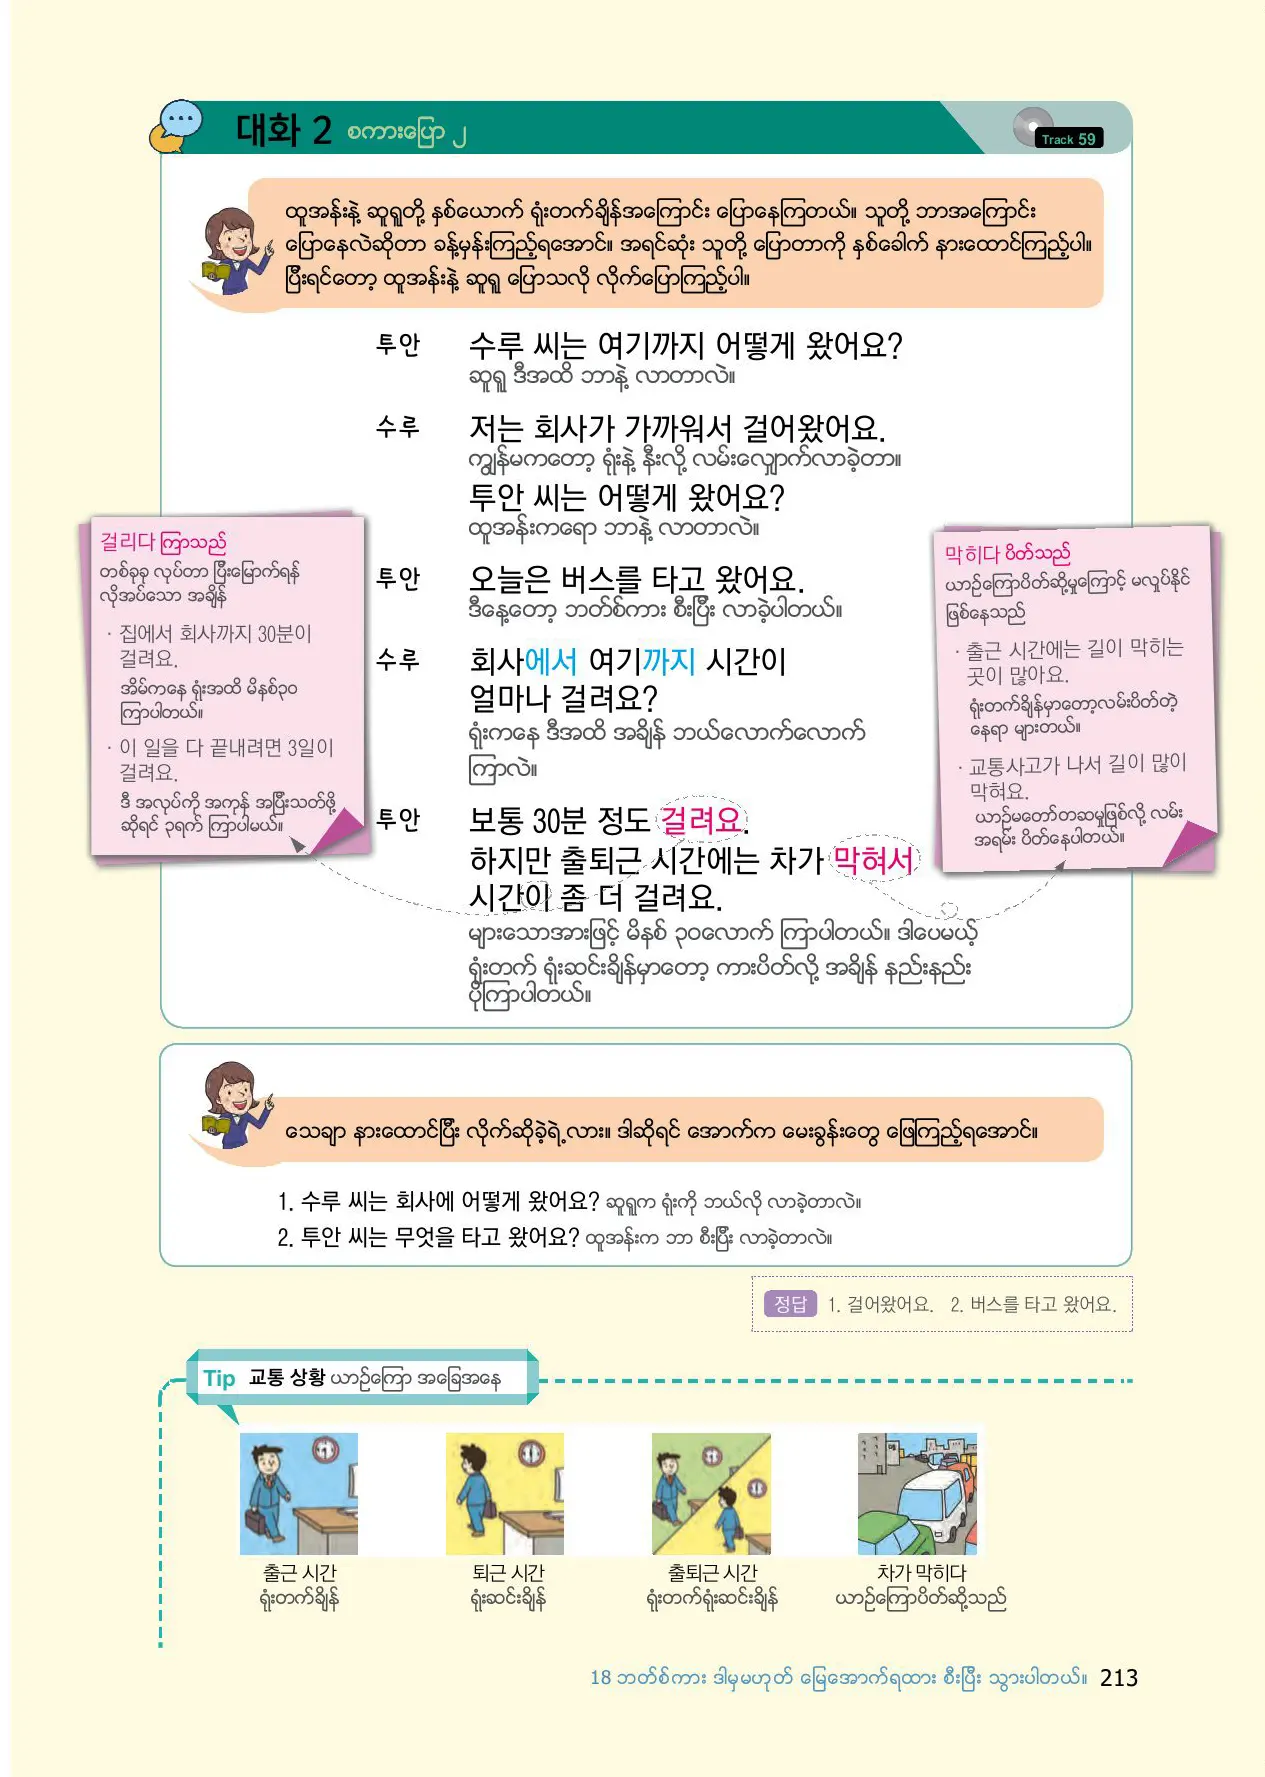 대화 2 စကားပြော ၂
Track 59
ထူအန်းနဲ့ ဆူရူတို့ နှစ်ယောက် ရုံးတက်ချိန်အကြောင်း ပြောနေကြတယ်။ သူတို့ ဘာအကြောင်း
ပြောနေလဲဆိုတာ ခန့်မှန်းကြည့်ရအောင်။ အရင်ဆုံး သူတို့ ပြောတာကို နှစ်ခေါက် နားထောင်ကြည့်ပါ။
ပြီးရင်တော့ ထူအန်းနဲ့ ဆူရူ ပြောသလို လိုက်ပြောကြည့်ပါ။
투안 수루 씨는 여기까지 어떻게 왔어요?
ဆူရူ ဒီအထိ ဘာနဲ့ လာတာလဲ။
수루 저는 회사가 가까워서 걸어왔어요.
ကျွန်မကတော့ ရုံးနဲ့ နီးလို့ လမ်းလျှောက်လာခဲ့တာ။
투안 씨는 어떻게 왔어요?
ထူအန်းကရော ဘာနဲ့ လာတာလဲ။
투안 오늘은 버스를 타고 왔어요.
ဒီနေ့တော့ ဘတ်စ်ကား စီးပြီး လာခဲ့ပါတယ်။
수루 회사에서 여기까지 시간이
얼마나 걸려요?
ရုံးကနေ ဒီအထိ အချိန် ဘယ်လောက်လောက်
ကြာလဲ။
투안 보통 30분 정도 걸려요.
하지만 출퇴근 시간에는 차가 막혀서
시간이 좀 더 걸려요.
များသောအားဖြင့် မိနစ် ၃၀လောက် ကြာပါတယ်။ ဒါပေမယ့်
ရုံးတက် ရုံးဆင်းချိန်မှာတော့ ကားပိတ်လို့ အချိန် နည်းနည်း
ပိုကြာပါတယ်။
걸리다 ကြာသည်
တစ်ခုခု လုပ်တာ ပြီးမြောက်ရန်
လိုအပ်သော အချိန်
· 집에서 회사까지 30분이
걸려요.
အိမ်ကနေ ရုံးအထိ မိနစ်၃၀
ကြာပါတယ်။
· 이 일을 다 끝내려면 3일이
걸려요.
ဒီ အလုပ်ကို အကုန် အပြီးသတ်ဖို့
ဆိုရင် ၃ရက် ကြာပါမယ်။
막히다 ပိတ်သည်
ယာဉ်ကြောပိတ်ဆို့မှုကြောင့် မလှုပ်နိုင်
ဖြစ်နေသည်
· 출근 시간에는 길이 막히는
곳이 많아요.
ရုံးတက်ချိန်မှာတော့လမ်းပိတ်တဲ့
နေရာ များတယ်။
· 교통사고가 나서 길이 많이
막혀요.
ယာဉ်မတော်တဆမှုဖြစ်လို့ လမ်း
အရမ်း ပိတ်နေပါတယ်။
သေချာ နားထောင်ပြီး လိုက်ဆိုခဲ့ရဲ့လား။ ဒါဆိုရင် အောက်က မေးခွန်းတွေ ဖြေကြည့်ရအောင်။
1. 수루 씨는 회사에 어떻게 왔어요? ဆူရူက ရုံးကို ဘယ်လို လာခဲ့တာလဲ။
2. 투안 씨는 무엇을 타고 왔어요? ထူအန်းက ဘာ စီးပြီး လာခဲ့တာလဲ။
정답 1. 걸어왔어요. 2. 버스를 타고 왔어요.
Tip 교통 상황 ယာဉ်ကြော အခြေအနေ
출근 시간 퇴근 시간 출퇴근 시간 차가 막히다
ရုံးတက်ချိန် ရုံးဆင်းချိန် ရုံးတက်ရုံးဆင်းချိန် ယာဉ်ကြောပိတ်ဆို့သည်
18 ဘတ်စ်ကား ဒါမှမဟုတ် မြေအောက်ရထား စီးပြီး သွားပါတယ်။ 213